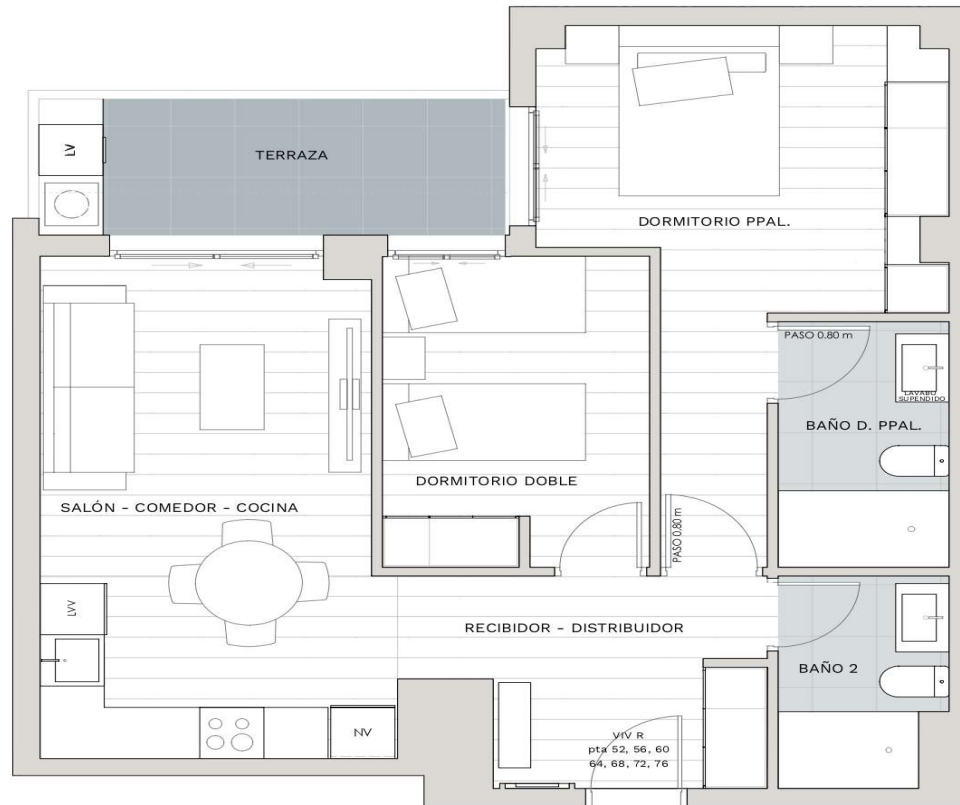 LV
TERRAZA
DORMITORIO PPAL.
PASO 0.80 m
LAVABO
SUPENDIDO
BAÑO D. PPAL.
DORMITORIO DOBLE
SALÓN - COMEDOR - COCINA
PASO 0.80 m
LVV
RECIBIDOR - DISTRIBUIDOR
BAÑO 2
NV
VIV R
pta 52, 56, 60
64, 68, 72, 76